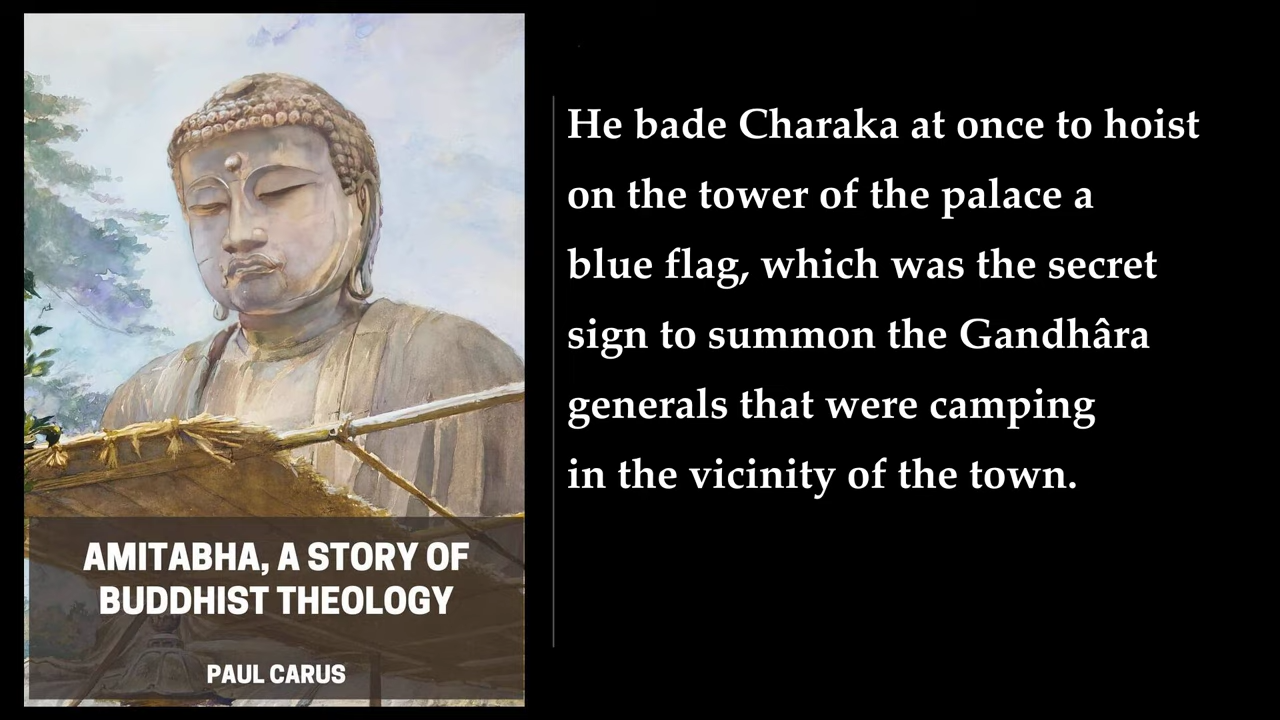 AMITABHA, A STORY OF
BUDDHIST THEOLOGY
PAUL CARUS
He bade Charaka at once to hoist
on the tower of the palace a
blue flag, which was the secret
sign to summon the Gandhâra
generals that were camping
in the vicinity of the town.